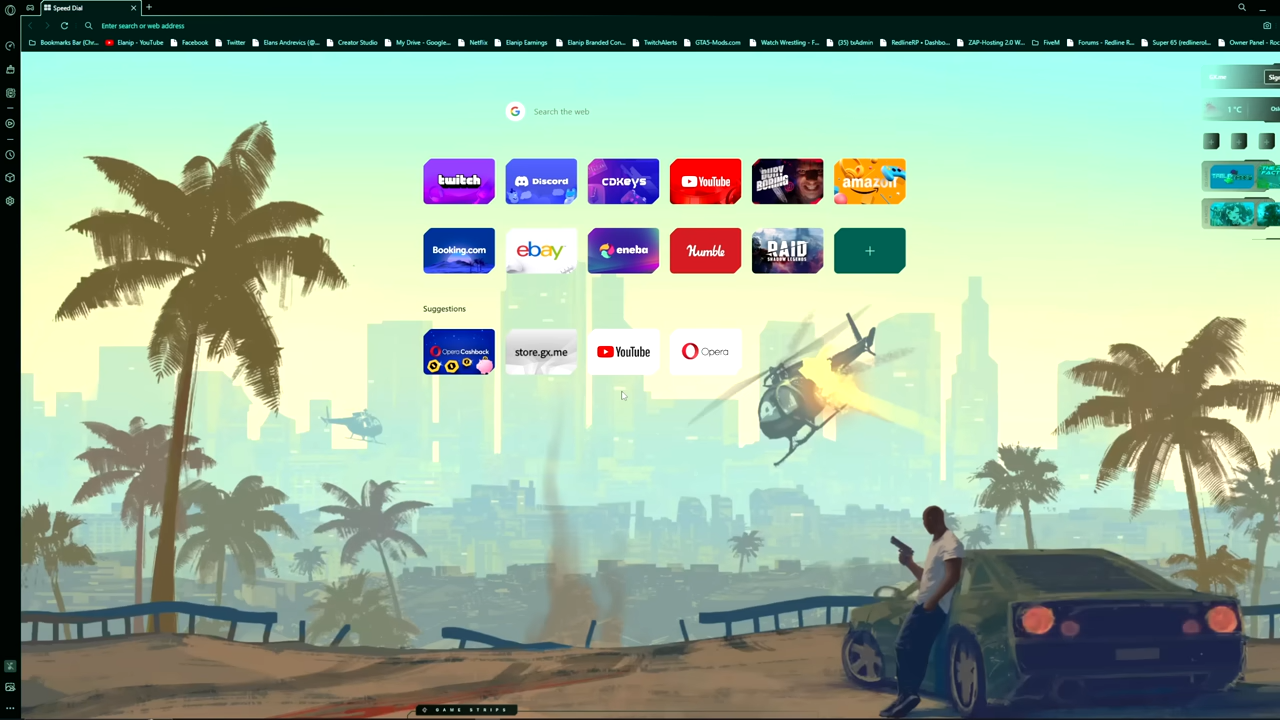 Speed Dial
Enter search or web address
Bookmarks Bar (Chr... Elanip - YouTube Facebook Twitter Elans Andrevics (@... Creator Studio My Drive - Google... Netflix Elanip Earnings Elanip Branded Con... TwitchAlerts GTA5-Mods.com Watch Wrestling - F... (35) txAdmin RedlineRP • Dashbo... ZAP-Hosting 2.0 W... FiveM Forums - Redline R... Super 65 (redlinerol... Owner Panel - Roc
Search the web
Sign
1 °C
twitch Discord CDKeys YouTube BURY BORING amazon
Booking.com ebay eneba Humble RAID SHADOW LEGENDS
Suggestions
Opera Cashback store.gx.me YouTube Opera
GAME STRIPS